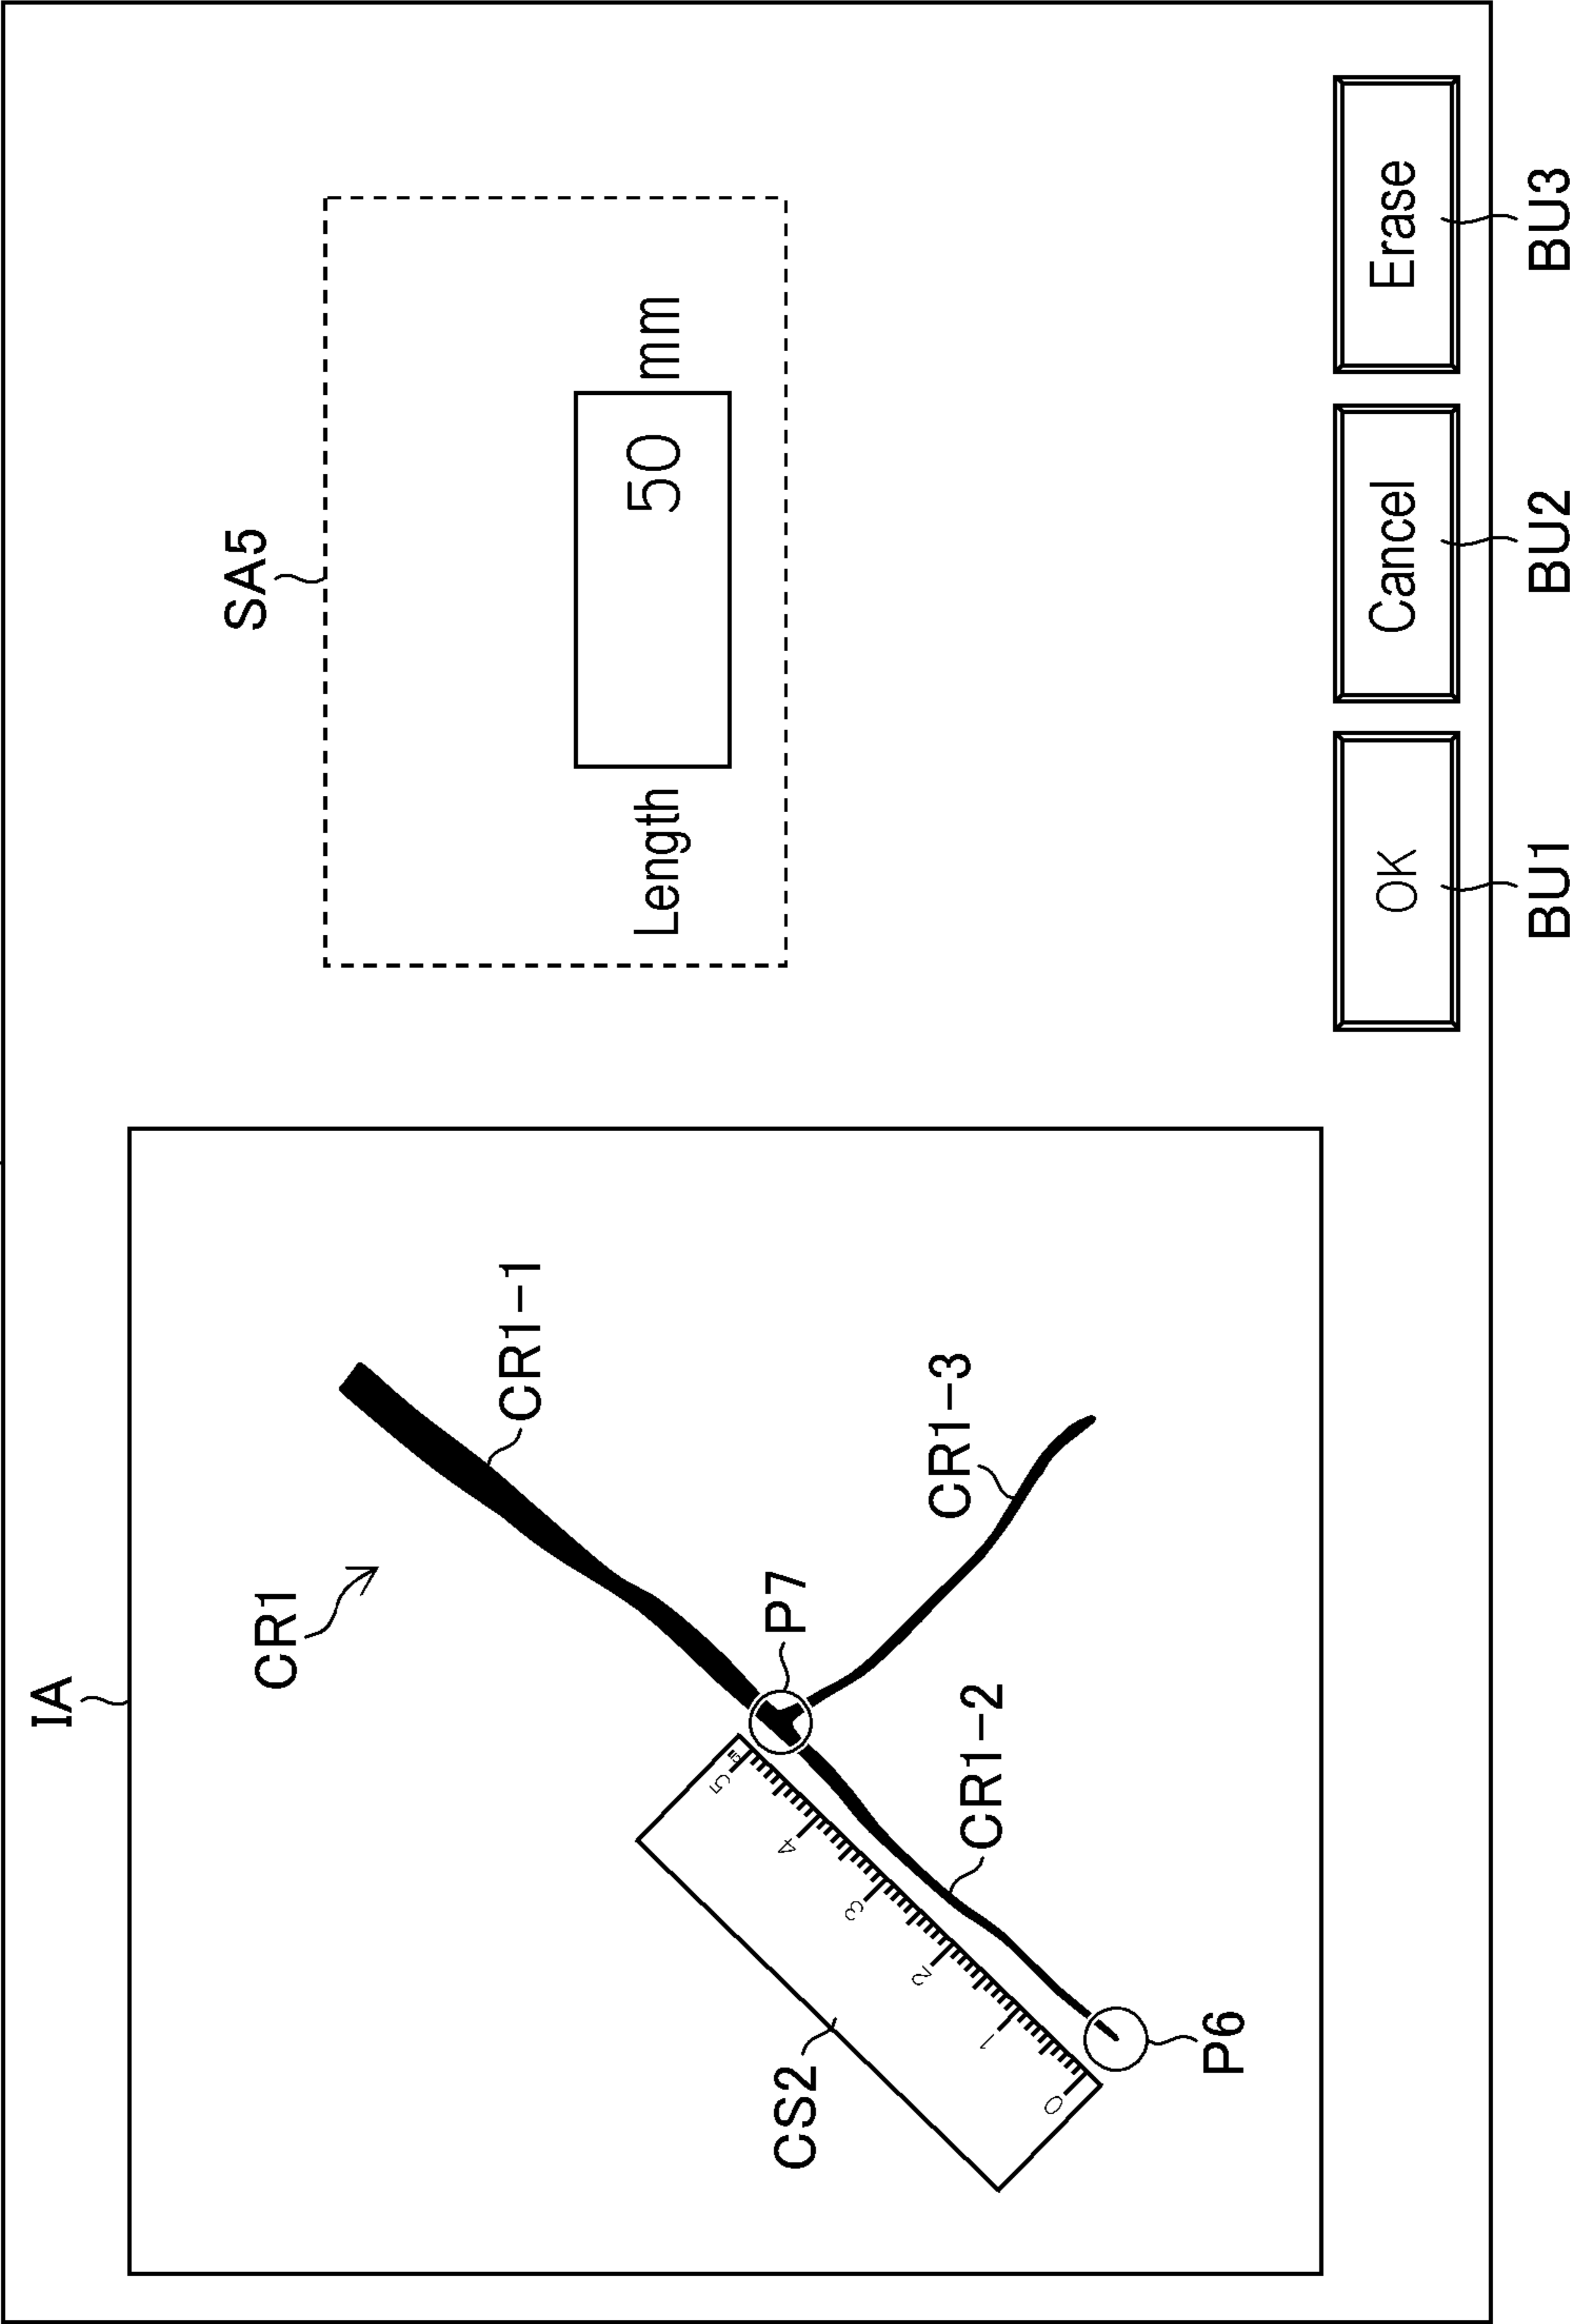 IA
SA5
CR1
CR1-1
Length 50 mm
P7
CS2
0 1 2 3 4 5
CR1-3
CR1-2
P6
OK Cancel Erase
BU1 BU2 BU3